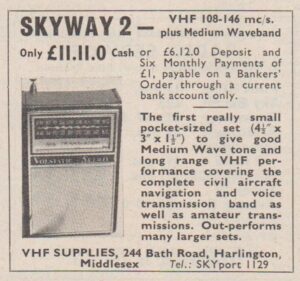 SKYWAY 2 —
VHF 108-146 mc/s.
plus Medium Waveband
Only £11.11.0 Cash
or £6.12.0 Deposit and
Six Monthly Payments of
£1, payable on a Bankers'
Order through a current
bank account only.
VOLSTATIC SKYWAY
The first really small
pocket-sized set (4½" x
3" x 1½") to give good
Medium Wave tone and
long range VHF per-
formance covering the
complete civil aircraft
navigation and voice
transmission band as
well as amateur trans-
missions. Out-performs
many larger sets.
VHF SUPPLIES, 244 Bath Road, Harlington,
Middlesex Tel.: SKYport 1129